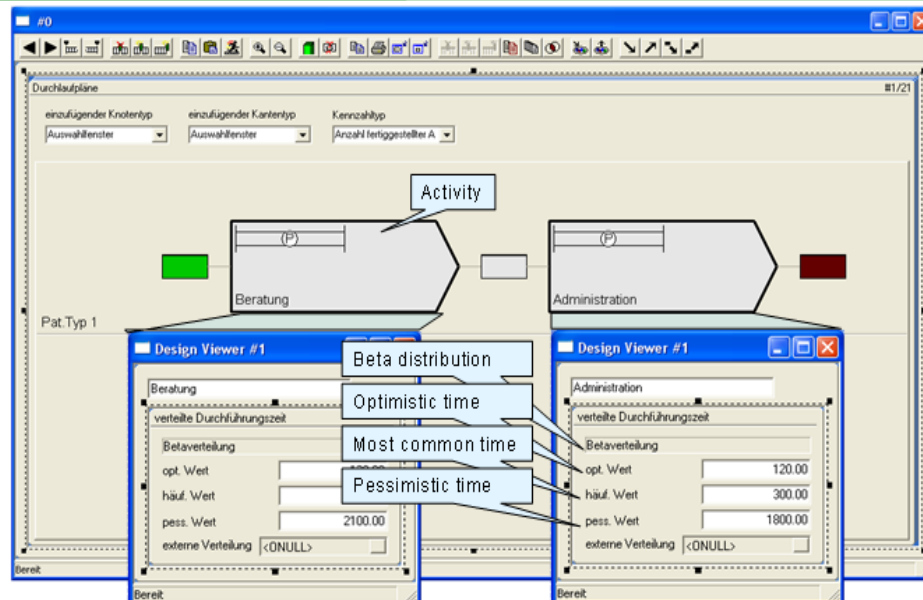 #0
Durchlaufpläne
#1/21
einzufügender Knotentyp
einzufügender Kantentyp
Kennzahltyp
Auswahlfenster
Auswahlfenster
Anzahl fertiggestellter A
Activity
(P)
(P)
Beratung
Administration
Pat.Typ 1
Design Viewer #1
Design Viewer #1
Beta distribution
Beratung
Administration
Optimistic time
verteilte Durchführungszeit
verteilte Durchführungszeit
Betaverteilung
Most common time
Betaverteilung
opt. Wert
opt. Wert
120.00
häuf. Wert
Pessimistic time
häuf. Wert
300.00
pess. Wert
2100.00
pess. Wert
1800.00
externe Verteilung
<ONULL>
externe Verteilung
<ONULL>
Bereit
Bereit
Bereit